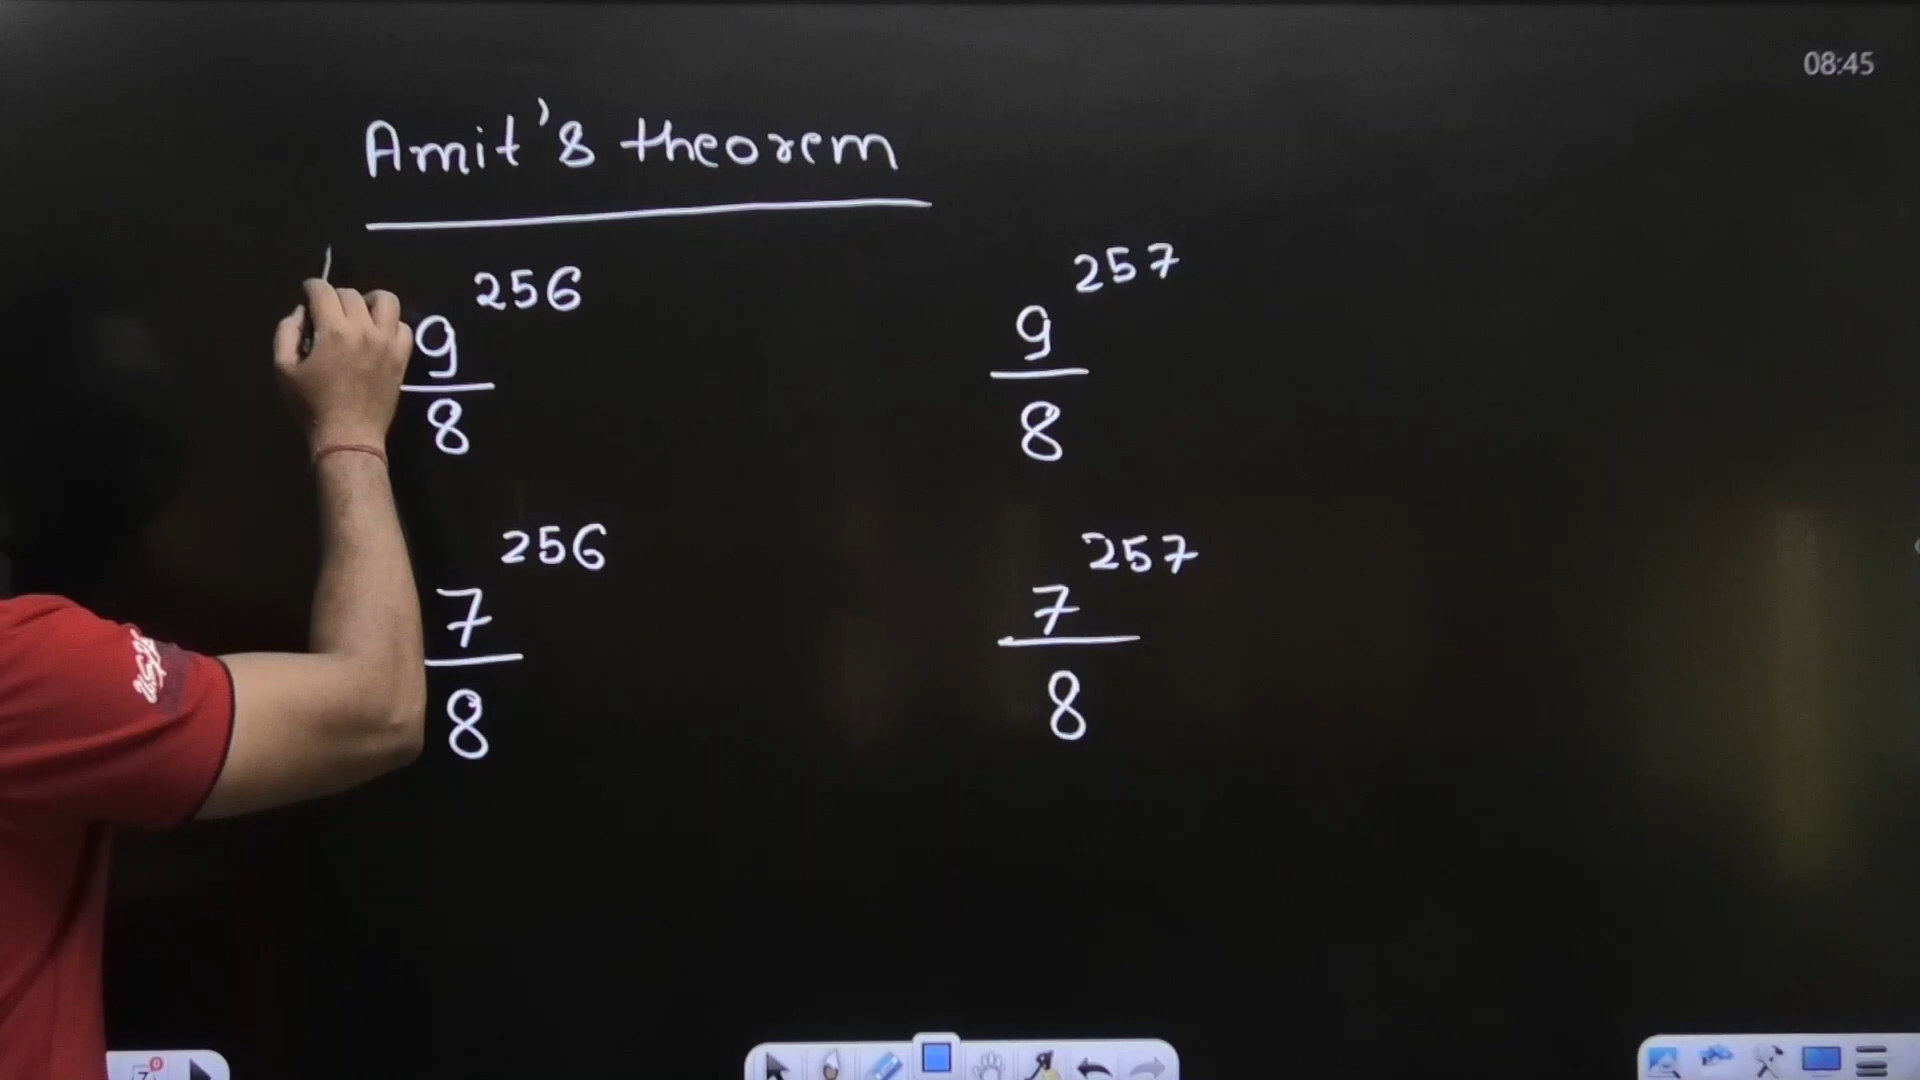 08:45
Amit's theorem
9^256 / 8
9^257 / 8
7^256 / 8
7^257 / 8